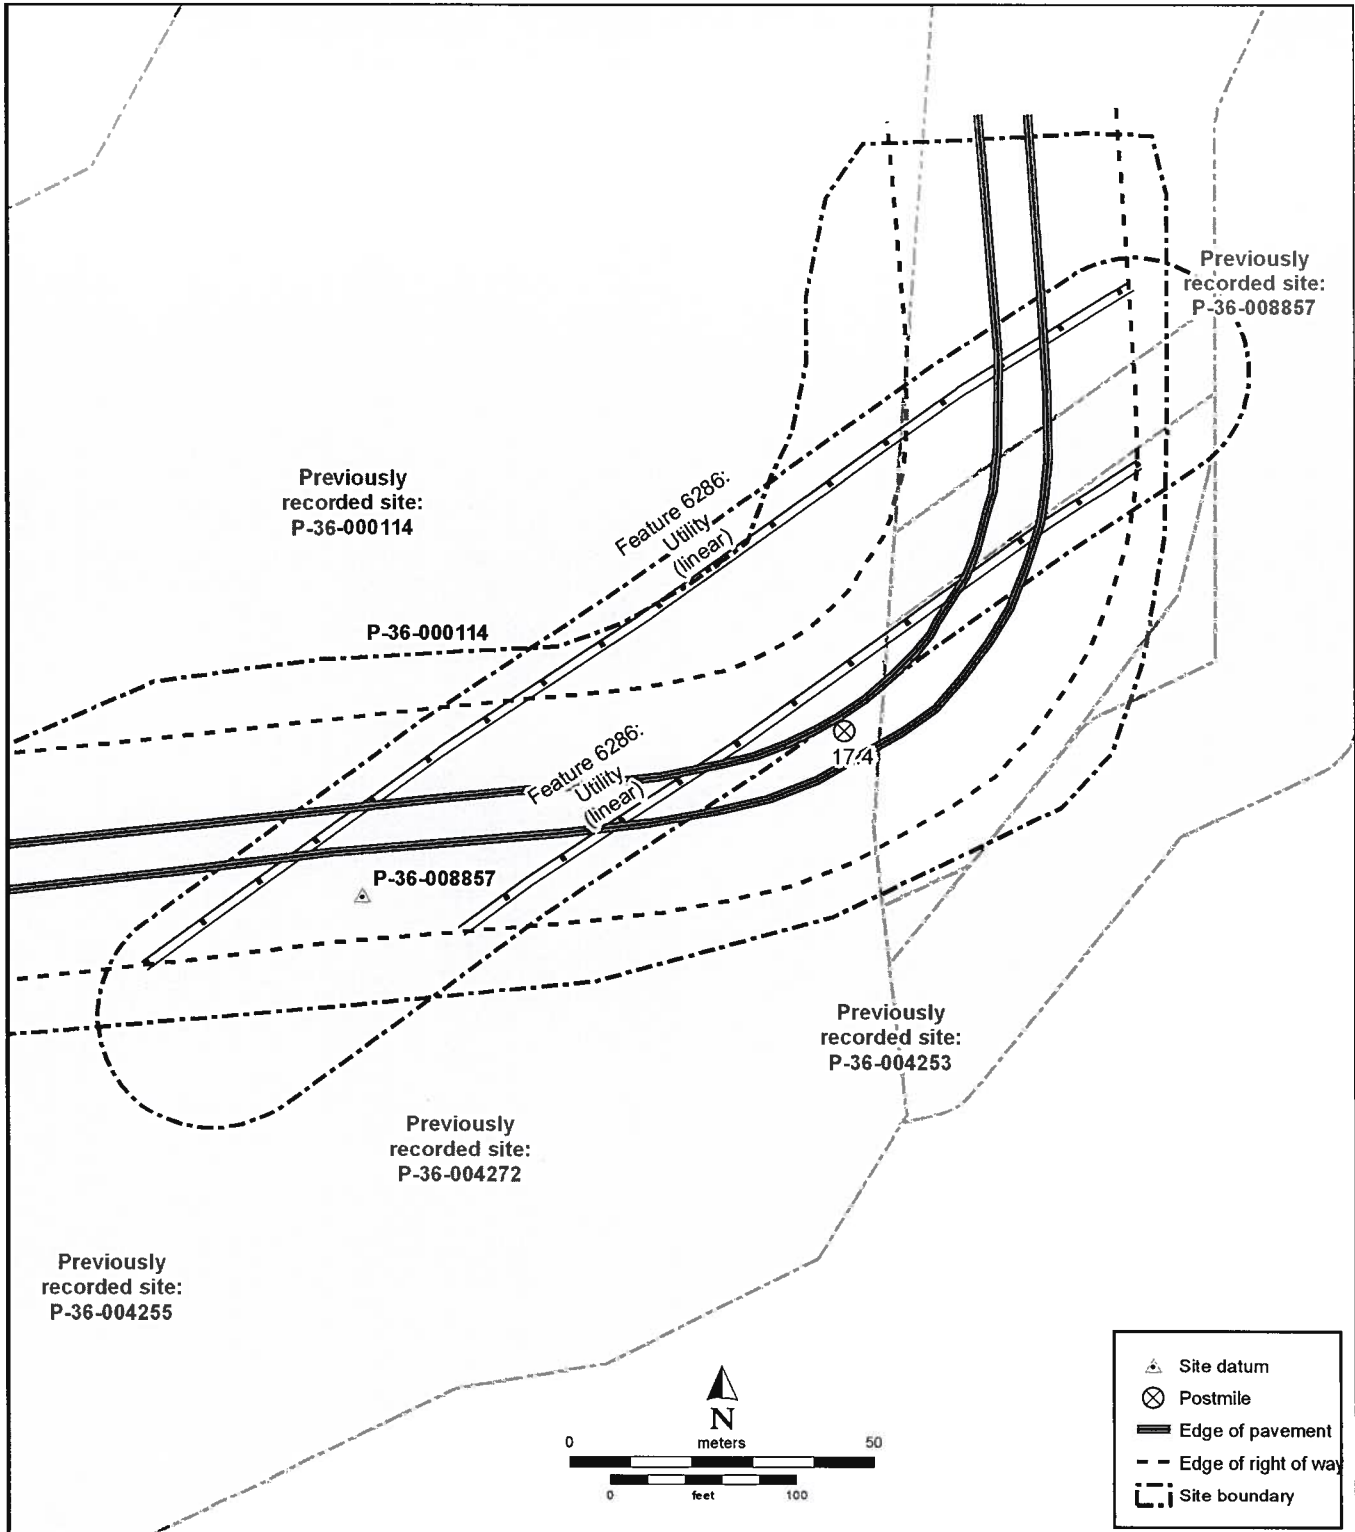 Previously
recorded site:
P-36-008857
Previously
recorded site:
P-36-000114
Feature 6286:
Utility
(linear)
P-36-000114
Feature 6286:
Utility
(linear)
17.4
P-36-008857
Previously
recorded site:
P-36-004253
Previously
recorded site:
P-36-004272
Previously
recorded site:
P-36-004255
N
0 meters 50
0 feet 100
Site datum
Postmile
Edge of pavement
Edge of right of way
Site boundary